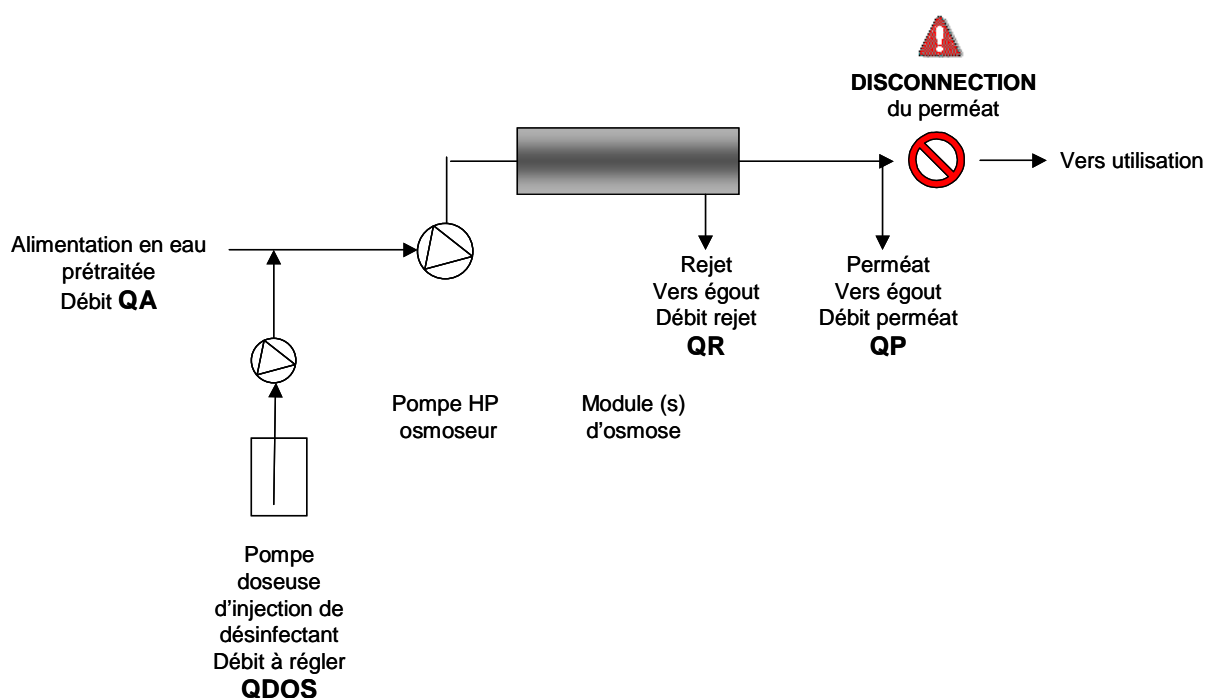 DISCONNECTION
du perméat
Vers utilisation
Alimentation en eau
prétraitée
Débit QA
Rejet
Vers égout
Débit rejet
QR
Perméat
Vers égout
Débit perméat
QP
Pompe HP
osmoseur
Module (s)
d'osmose
Pompe
doseuse
d'injection de
désinfectant
Débit à régler
QDOS